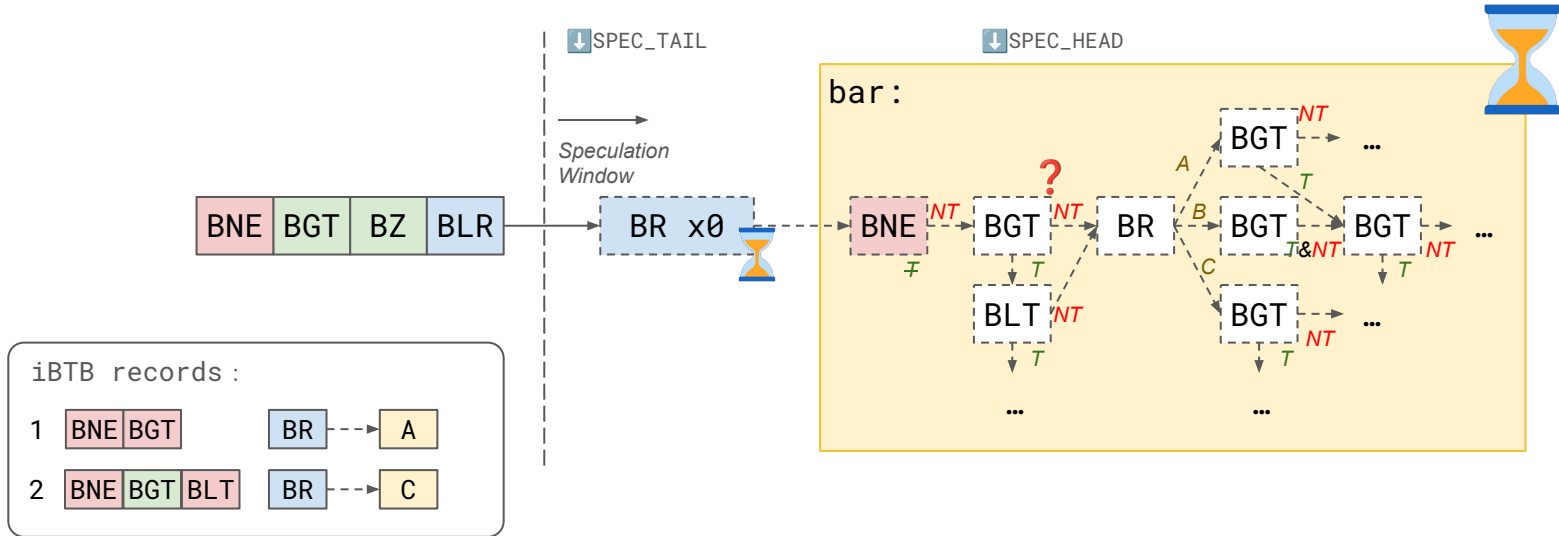 ⬇️SPEC_TAIL
⬇️SPEC_HEAD
bar:
Speculation
Window
BNE BGT BZ BLR
BR x0
BNE NT T
BGT ❓ NT T
BLT NT T
BR
A
B
C
BGT NT T ...
BGT T&NT
BGT NT T ...
BGT NT T ...
...
...
iBTB records:
1 BNE BGT BR A
2 BNE BGT BLT BR C